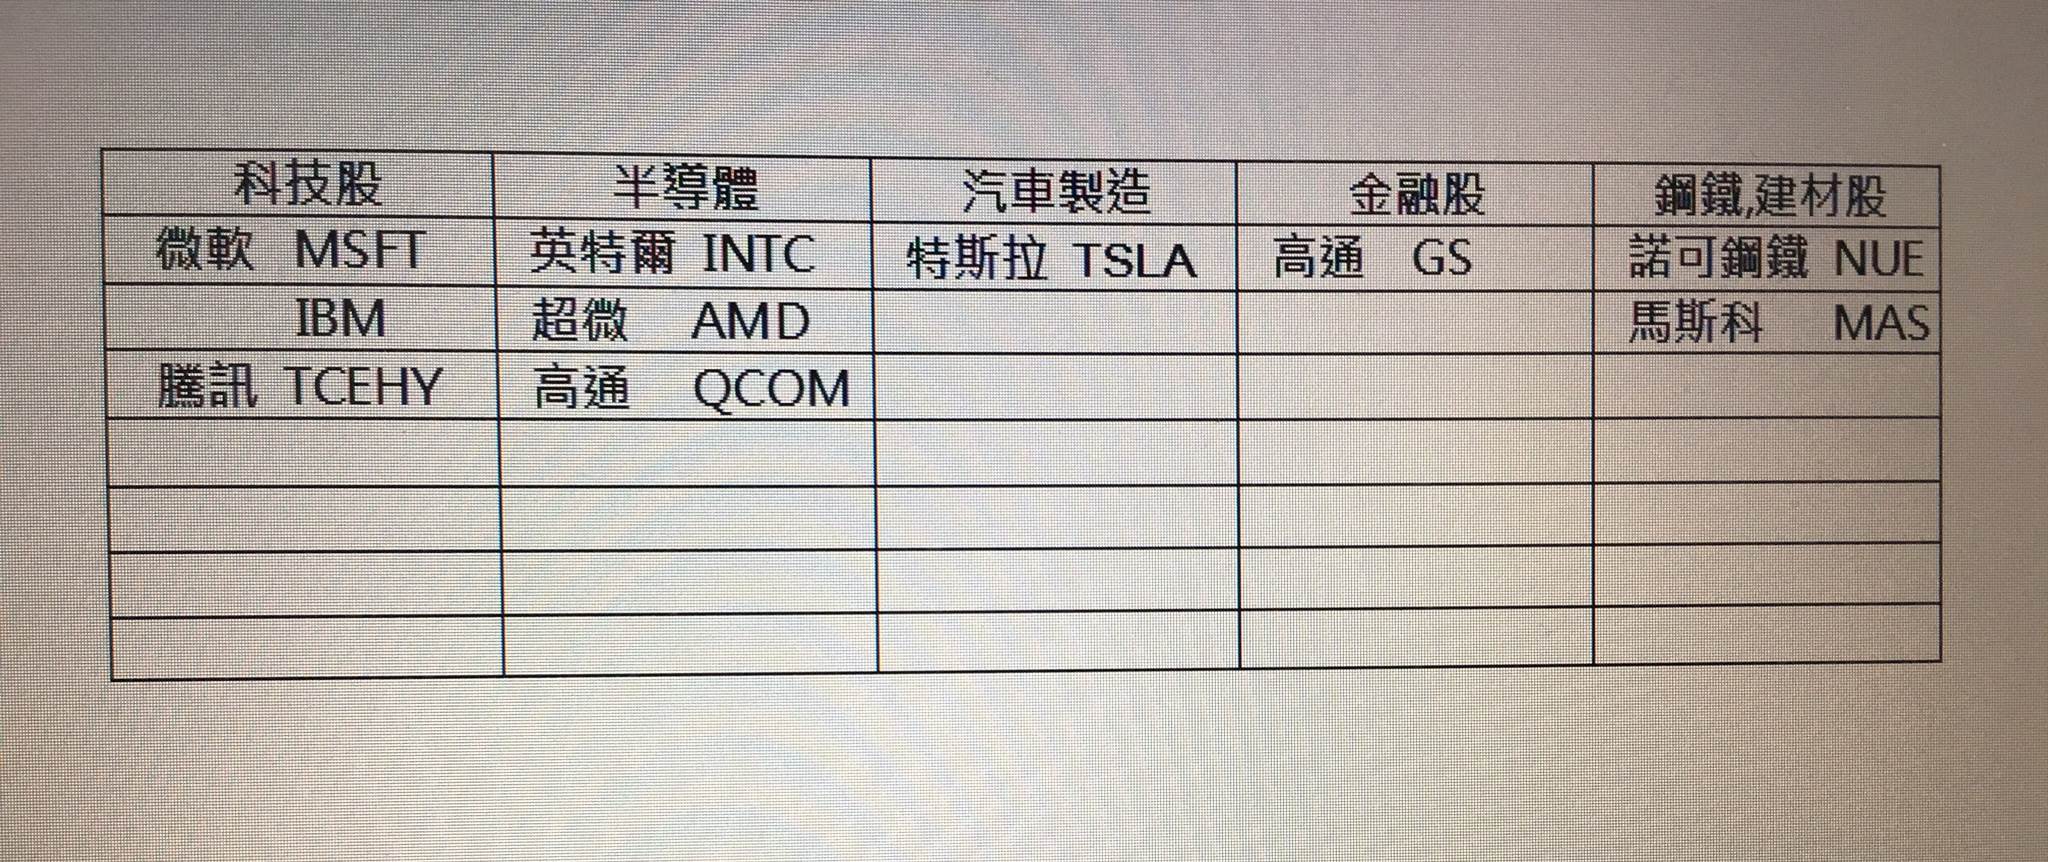 科技股 半導體 汽車製造 金融股 鋼鐵,建材股
微軟 MSFT 英特爾 INTC 特斯拉 TSLA 高通 GS 諾可鋼鐵 NUE
IBM 超微 AMD 馬斯科 MAS
騰訊 TCEHY 高通 QCOM